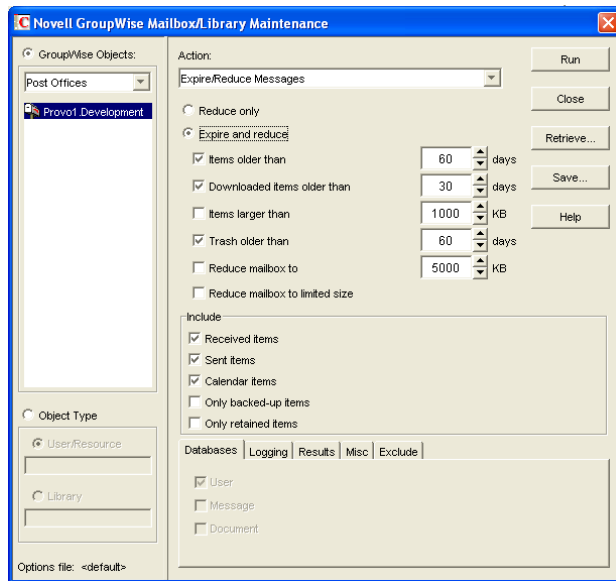 Novell GroupWise Mailbox/Library Maintenance
GroupWise Objects:
Post Offices
Provo1.Development
Action:
Expire/Reduce Messages
Reduce only
Expire and reduce
Items older than 60 days
Downloaded items older than 30 days
Items larger than 1000 KB
Trash older than 60 days
Reduce mailbox to 5000 KB
Reduce mailbox to limited size
Include
Received items
Sent items
Calendar items
Only backed-up items
Only retained items
Databases Logging Results Misc Exclude
User
Message
Document
Run
Close
Retrieve...
Save...
Help
Object Type
User/Resource
Library
Options file: <default>